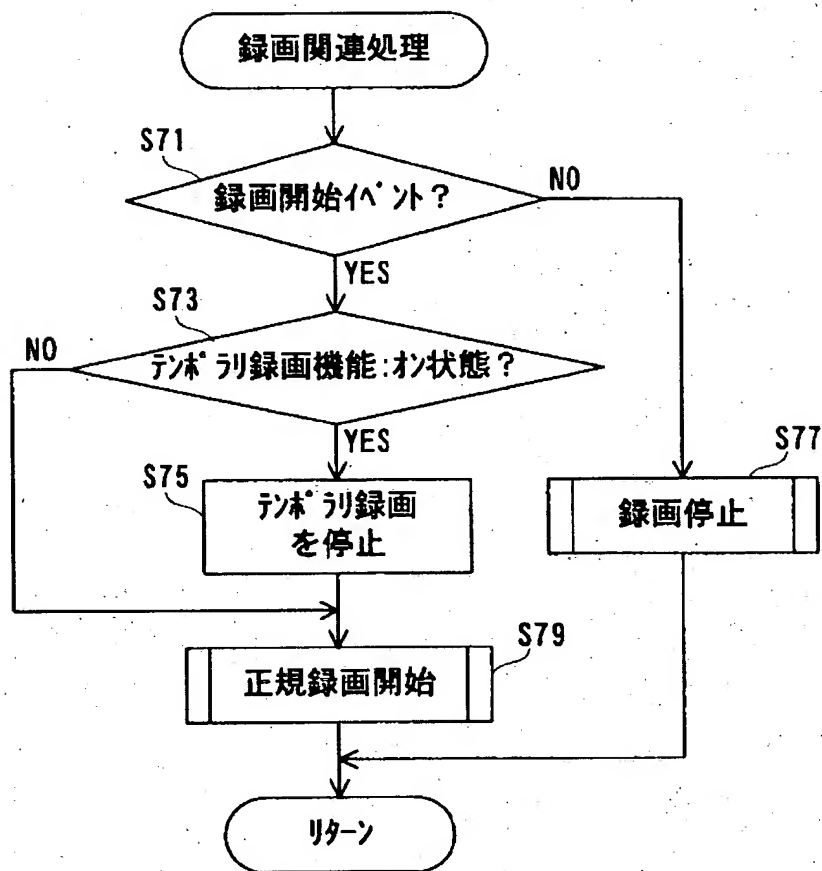 録画関連処理
S71
録画開始ｲﾍﾞﾝﾄ?
NO
YES
S73
NO
ﾃﾝﾎﾟﾗﾘ録画機能:ｵﾝ状態?
YES
S75
ﾃﾝﾎﾟﾗﾘ録画
を停止
S77
録画停止
S79
正規録画開始
ﾘﾀｰﾝ